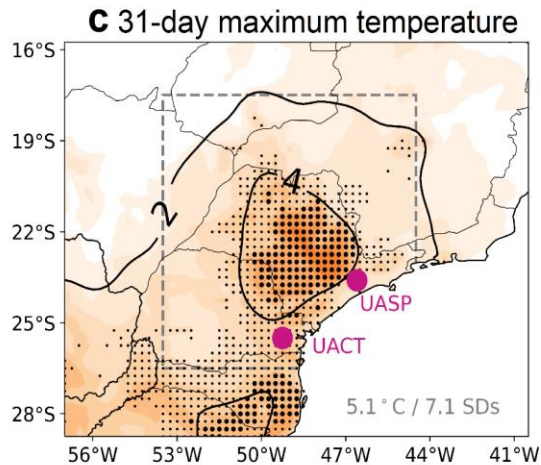 C 31-day maximum temperature
16°S
19°S
22°S
25°S
28°S
2
4
UASP
UACT
5.1°C / 7.1 SDs
56°W 53°W 50°W 47°W 44°W 41°W